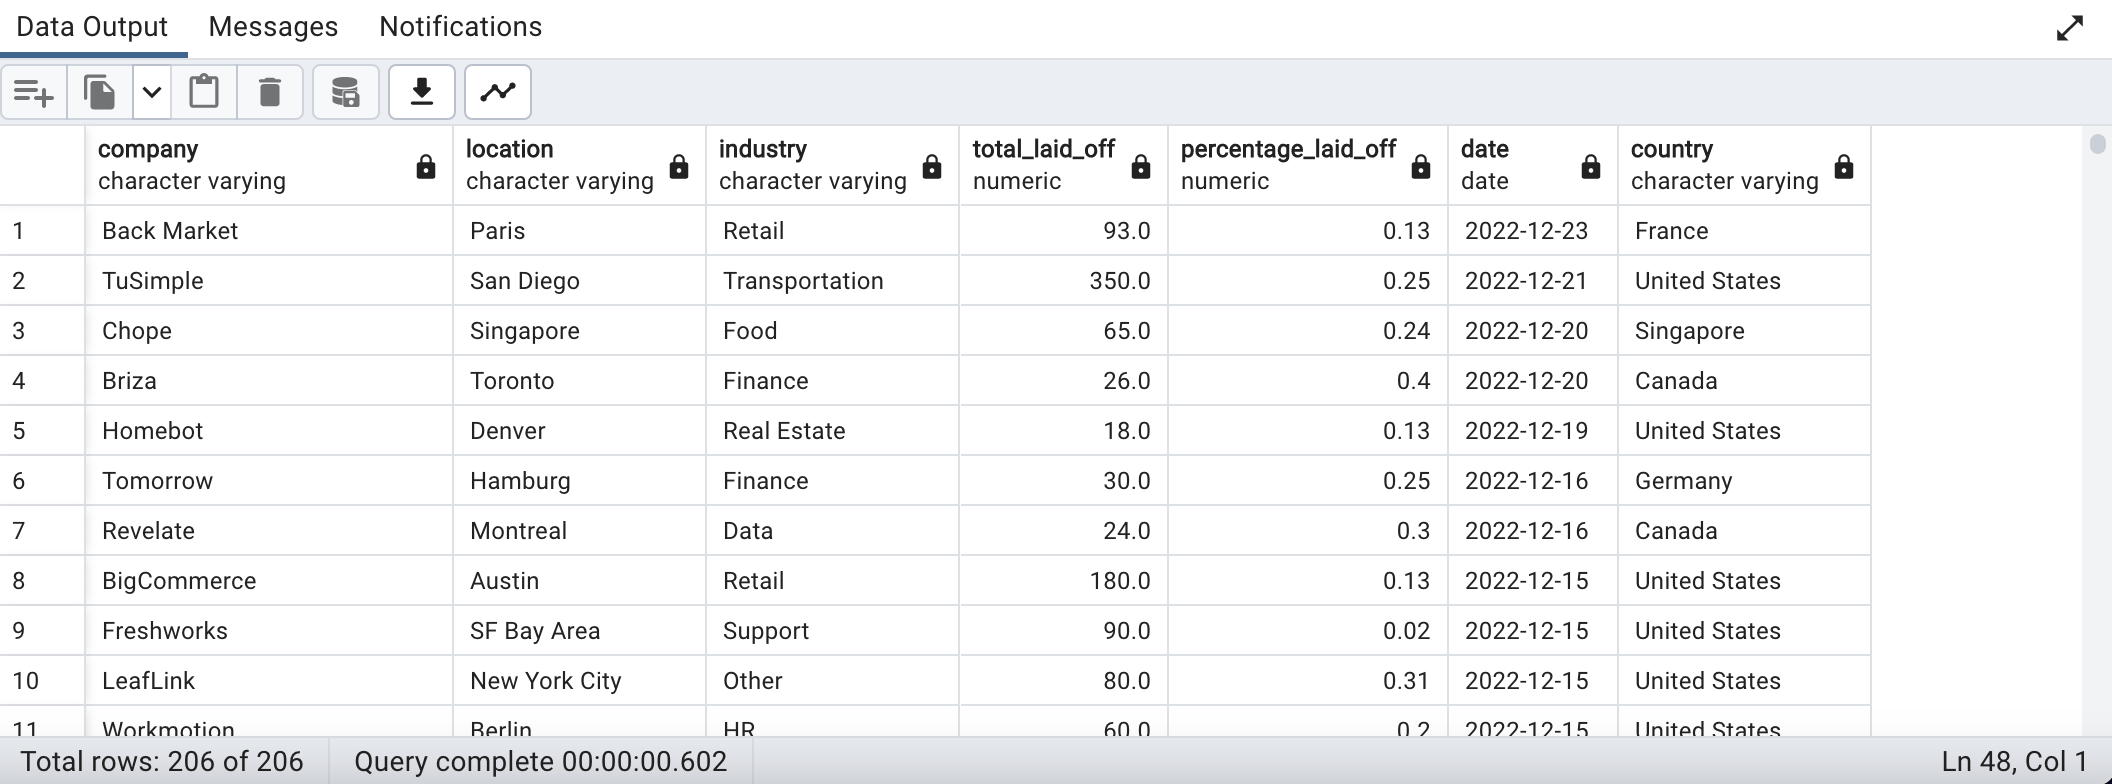 Data Output Messages Notifications
company location industry total_laid_off percentage_laid_off date country
character varying character varying character varying numeric numeric date character varying
1 Back Market Paris Retail 93.0 0.13 2022-12-23 France
2 TuSimple San Diego Transportation 350.0 0.25 2022-12-21 United States
3 Chope Singapore Food 65.0 0.24 2022-12-20 Singapore
4 Briza Toronto Finance 26.0 0.4 2022-12-20 Canada
5 Homebot Denver Real Estate 18.0 0.13 2022-12-19 United States
6 Tomorrow Hamburg Finance 30.0 0.25 2022-12-16 Germany
7 Revelate Montreal Data 24.0 0.3 2022-12-16 Canada
8 BigCommerce Austin Retail 180.0 0.13 2022-12-15 United States
9 Freshworks SF Bay Area Support 90.0 0.02 2022-12-15 United States
10 LeafLink New York City Other 80.0 0.31 2022-12-15 United States
11 Workmotion Berlin HR 60.0 0.2 2022-12-15 United States
Total rows: 206 of 206 Query complete 00:00:00.602 Ln 48, Col 1